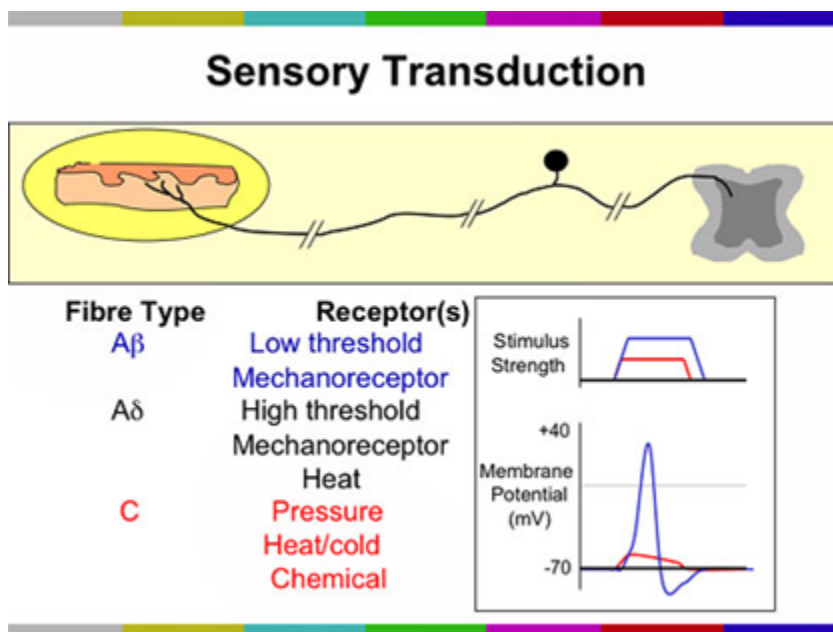 Sensory Transduction
Fibre Type Receptor(s)
Aβ Low threshold
Mechanoreceptor
Aδ High threshold
Mechanoreceptor
Heat
C Pressure
Heat/cold
Chemical
Stimulus
Strength
+40
Membrane
Potential
(mV)
-70